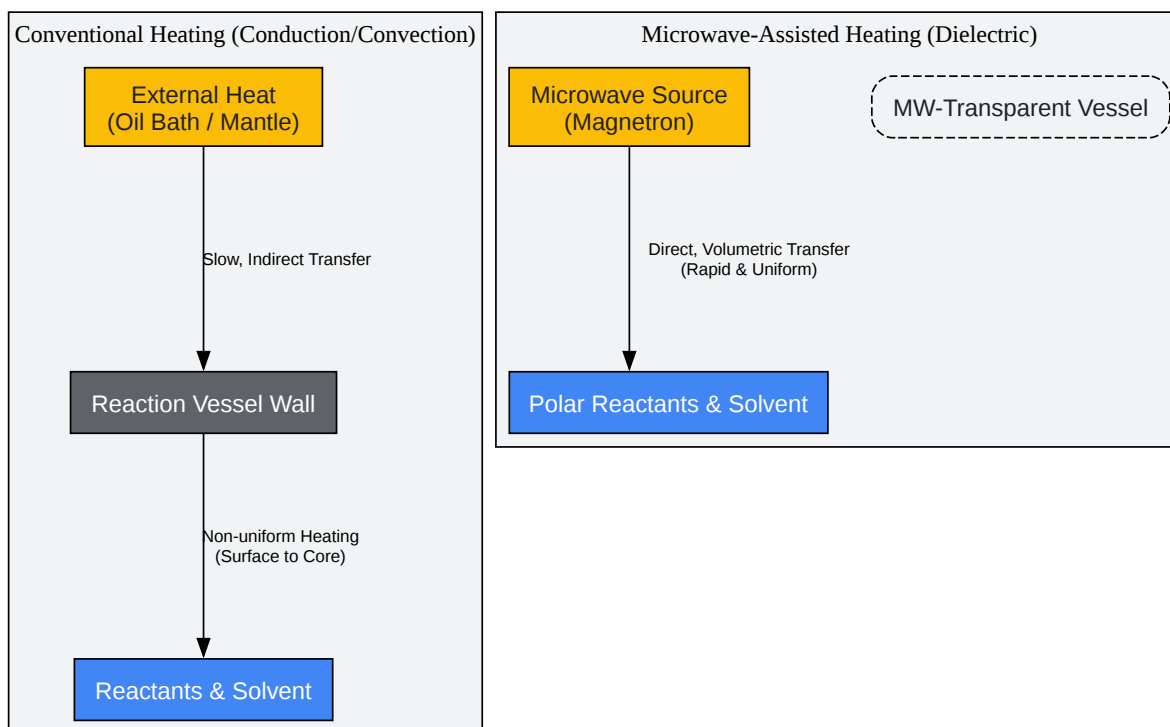 Conventional Heating (Conduction/Convection)
External Heat
(Oil Bath / Mantle)
Slow, Indirect Transfer
Reaction Vessel Wall
Non-uniform Heating
(Surface to Core)
Reactants & Solvent
Microwave-Assisted Heating (Dielectric)
Microwave Source
(Magnetron)
MW-Transparent Vessel
Direct, Volumetric Transfer
(Rapid & Uniform)
Polar Reactants & Solvent